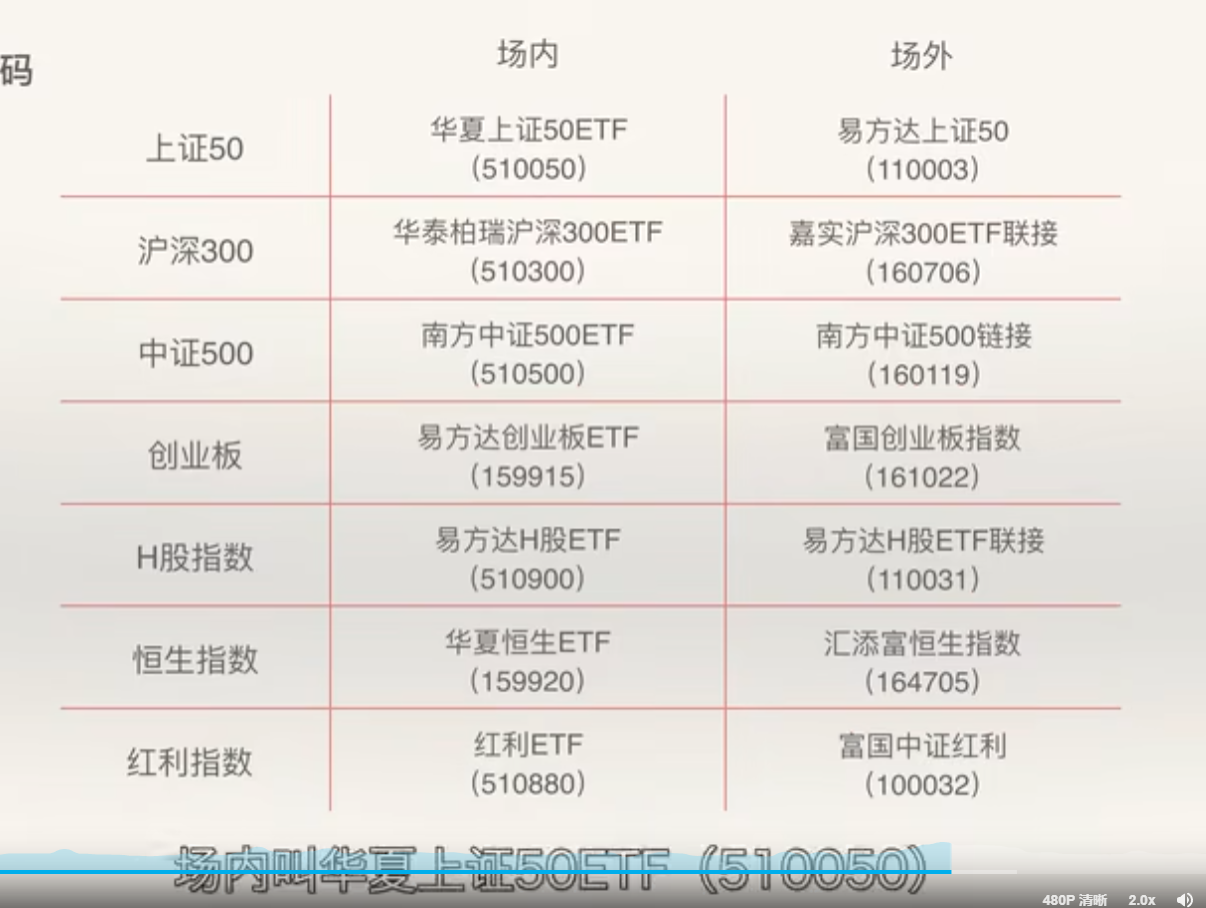 码
场内
场外
上证50
华夏上证50ETF
(510050)
易方达上证50
(110003)
沪深300
华泰柏瑞沪深300ETF
(510300)
嘉实沪深300ETF联接
(160706)
中证500
南方中证500ETF
(510500)
南方中证500链接
(160119)
创业板
易方达创业板ETF
(159915)
富国创业板指数
(161022)
H股指数
易方达H股ETF
(510900)
易方达H股ETF联接
(110031)
恒生指数
华夏恒生ETF
(159920)
汇添富恒生指数
(164705)
红利指数
红利ETF
(510880)
富国中证红利
(100032)
场内叫华夏上证50ETF（510050）
480P 清晰
2.0x